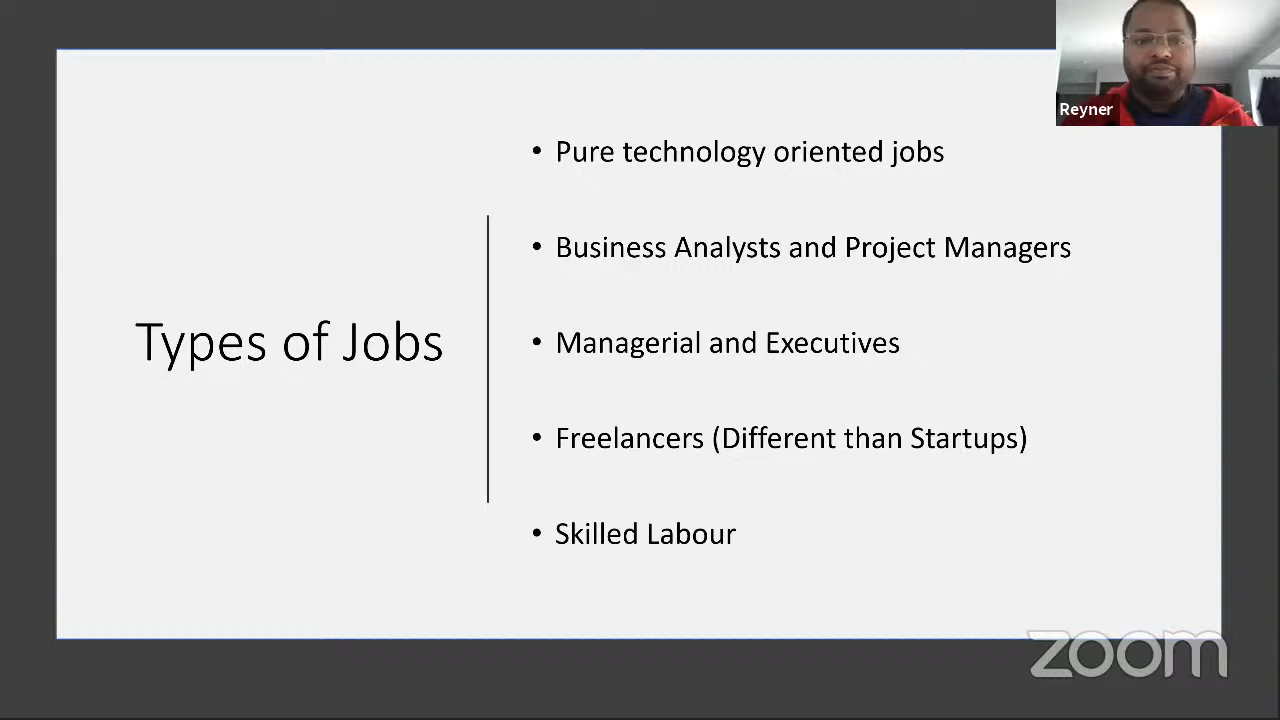 Reyner
Types of Jobs
• Pure technology oriented jobs
• Business Analysts and Project Managers
• Managerial and Executives
• Freelancers (Different than Startups)
• Skilled Labour
zoom